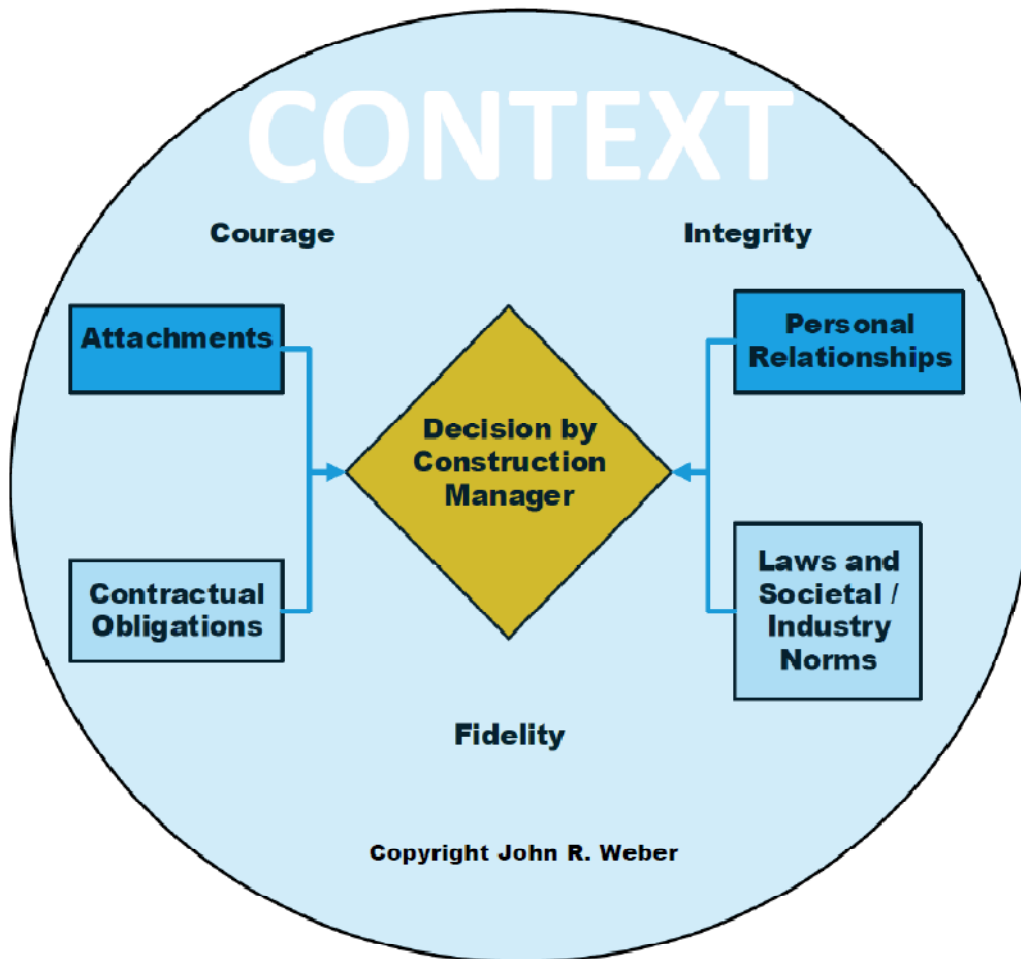 CONTEXT
Courage
Integrity
Attachments
Personal
Relationships
Decision by
Construction
Manager
Contractual
Obligations
Laws and
Societal /
Industry
Norms
Fidelity
Copyright John R. Weber